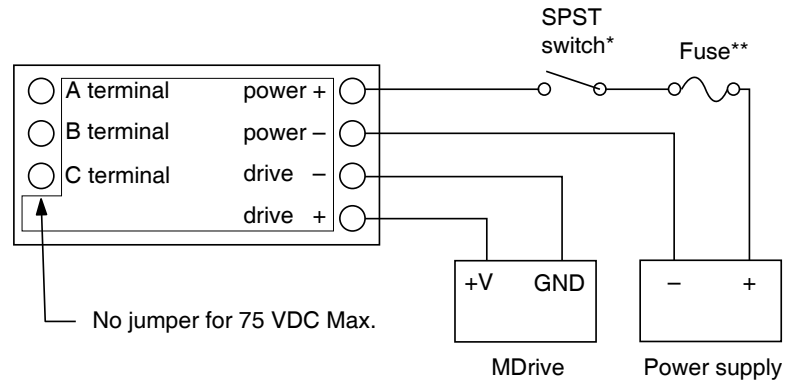 SPST
switch*
Fuse**
A terminal power +
B terminal power –
C terminal drive –
drive +
+V GND
– +
No jumper for 75 VDC Max.
MDrive
Power supply